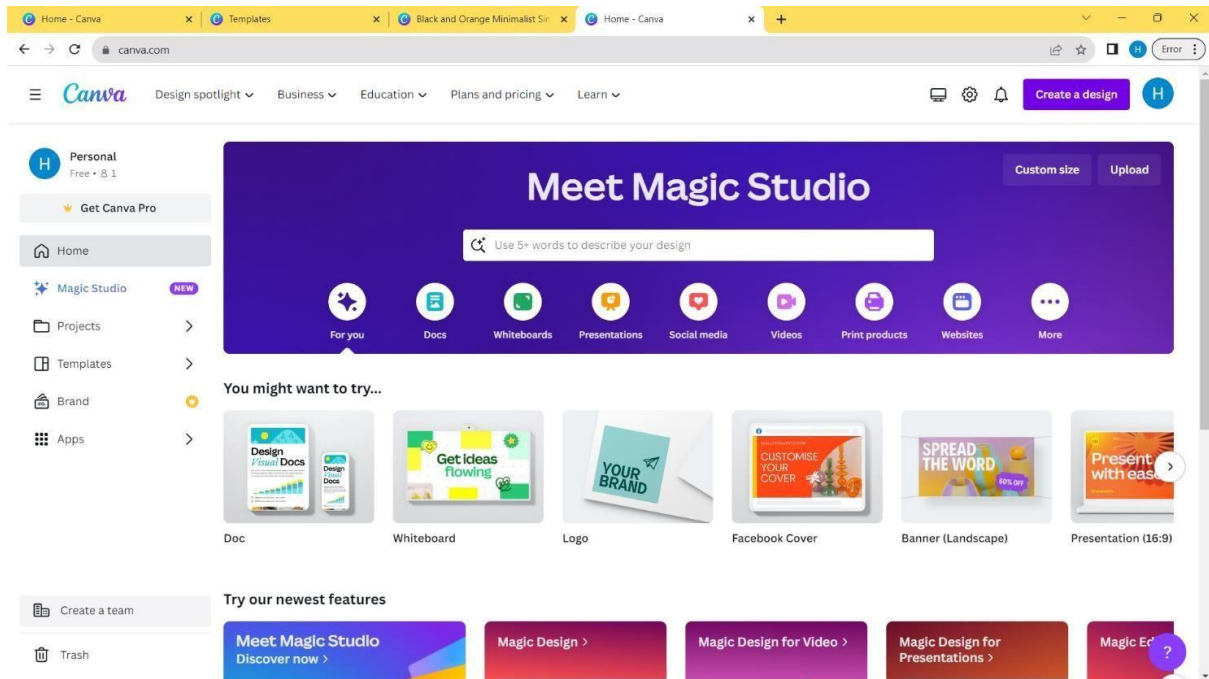 Home - Canva
Templates
Black and Orange Minimalist Sin
Home - Canva
canva.com
H
Error
Canva
Design spotlight
Business
Education
Plans and pricing
Learn
Create a design
H
H
Personal
Free • 1
Get Canva Pro
Home
Magic Studio
NEW
Projects
Templates
Brand
Apps
Create a team
Trash
Custom size
Upload
Meet Magic Studio
Use 5+ words to describe your design
For you
Docs
Whiteboards
Presentations
Social media
Videos
Print products
Websites
More
You might want to try...
Design
Visual Docs
Design
Visual
Docs
Doc
Get ideas
flowing
Whiteboard
YOUR
BRAND
Logo
CUSTOMISE
YOUR
COVER
Facebook Cover
SPREAD
THE WORD
60% OFF
Banner (Landscape)
Present
with ease
Presentation (16:9)
Try our newest features
Meet Magic Studio
Discover now >
Magic Design >
Magic Design for Video >
Magic Design for
Presentations >
Magic Ed
?